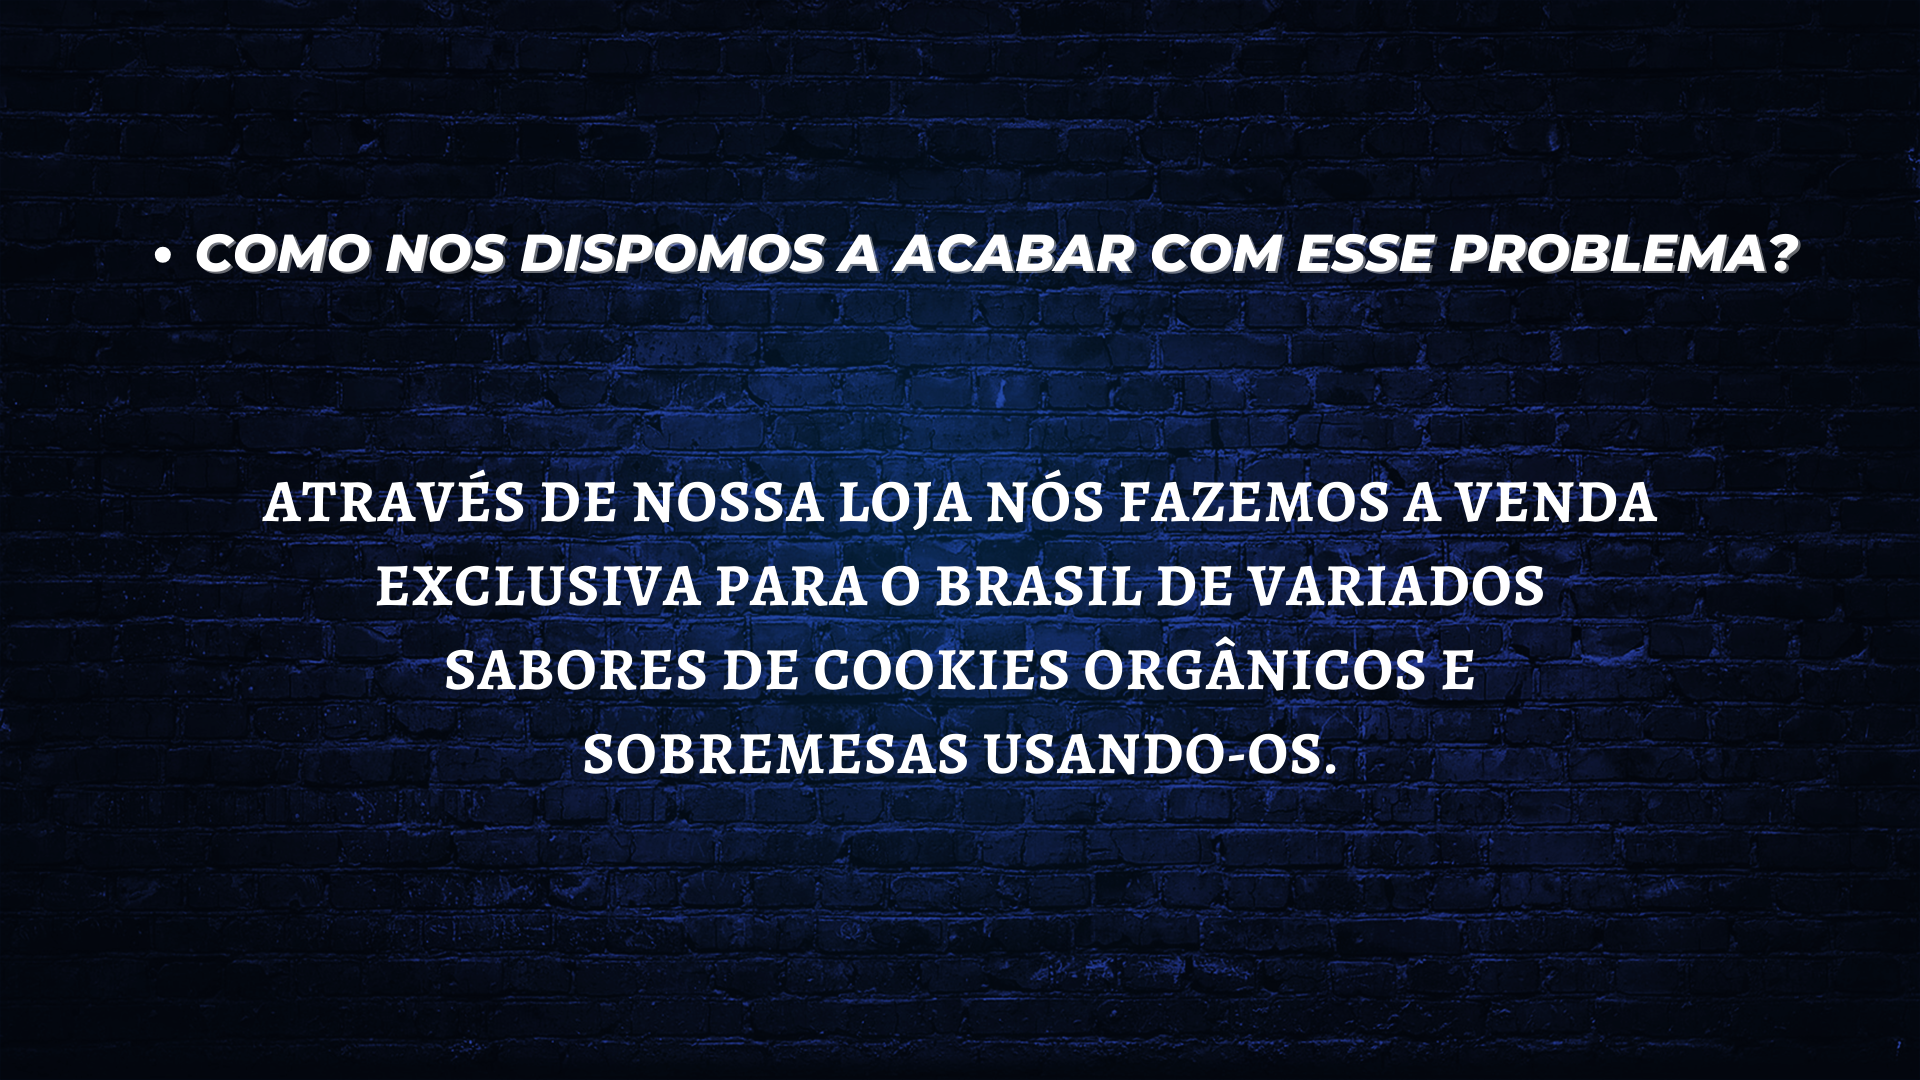 • COMO NOS DISPOMOS A ACABAR COM ESSE PROBLEMA?
ATRAVÉS DE NOSSA LOJA NÓS FAZEMOS A VENDA
EXCLUSIVA PARA O BRASIL DE VARIADOS
SABORES DE COOKIES ORGÂNICOS E
SOBREMESAS USANDO-OS.